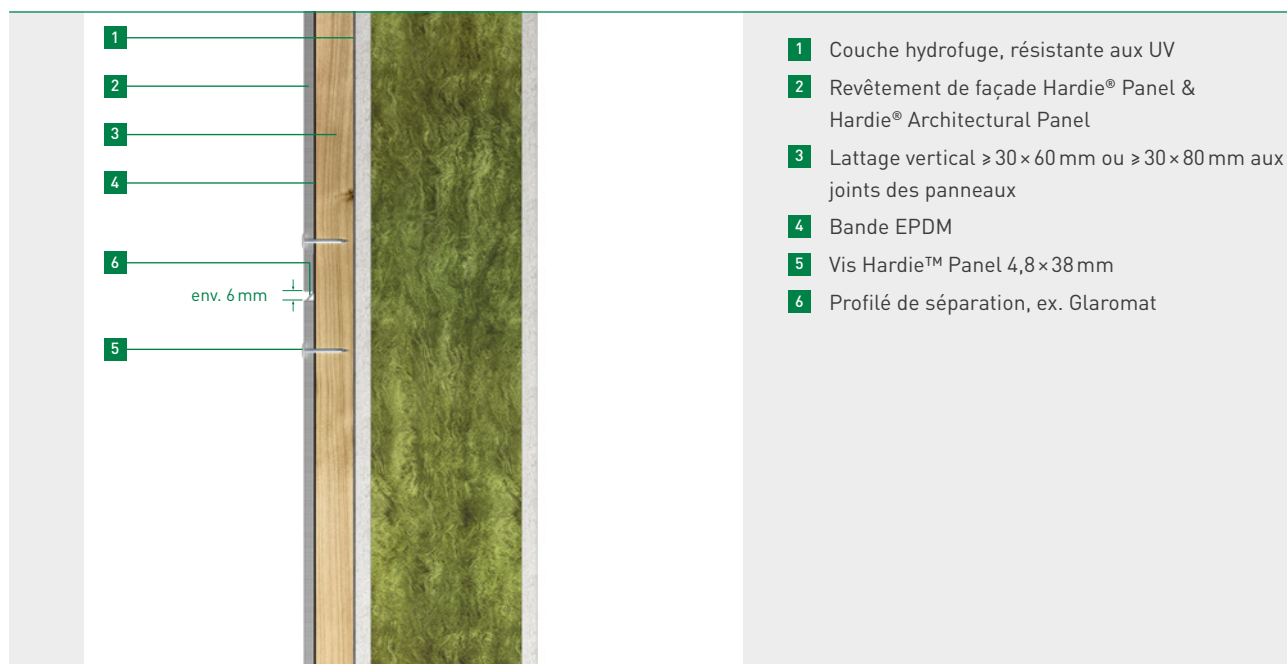 1
2
3
4
6
env. 6 mm
5
1 Couche hydrofuge, résistante aux UV
2 Revêtement de façade Hardie® Panel &
Hardie® Architectural Panel
3 Lattage vertical ⩾ 30 × 60 mm ou ⩾ 30 × 80 mm aux
joints des panneaux
4 Bande EPDM
5 Vis Hardie™ Panel 4,8 × 38 mm
6 Profilé de séparation, ex. Glaromat